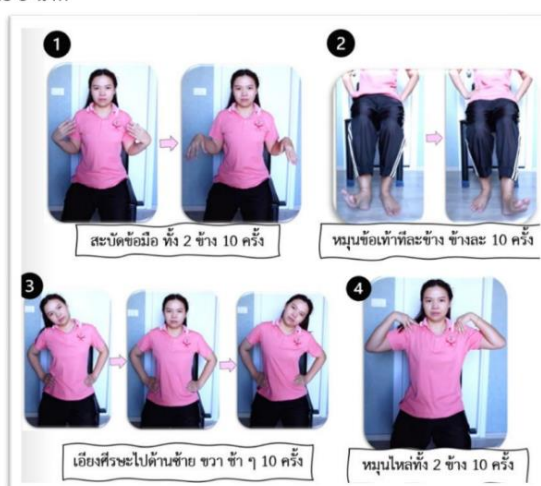 1
2
สะบัดข้อมือ ทั้ง 2 ข้าง 10 ครั้ง
หมุนข้อเท้าทีละข้าง ข้างละ 10 ครั้ง
3
4
เอียงศีรษะไปด้านซ้าย ขวา ช้า ๆ 10 ครั้ง
หมุนไหล่ทั้ง 2 ข้าง 10 ครั้ง